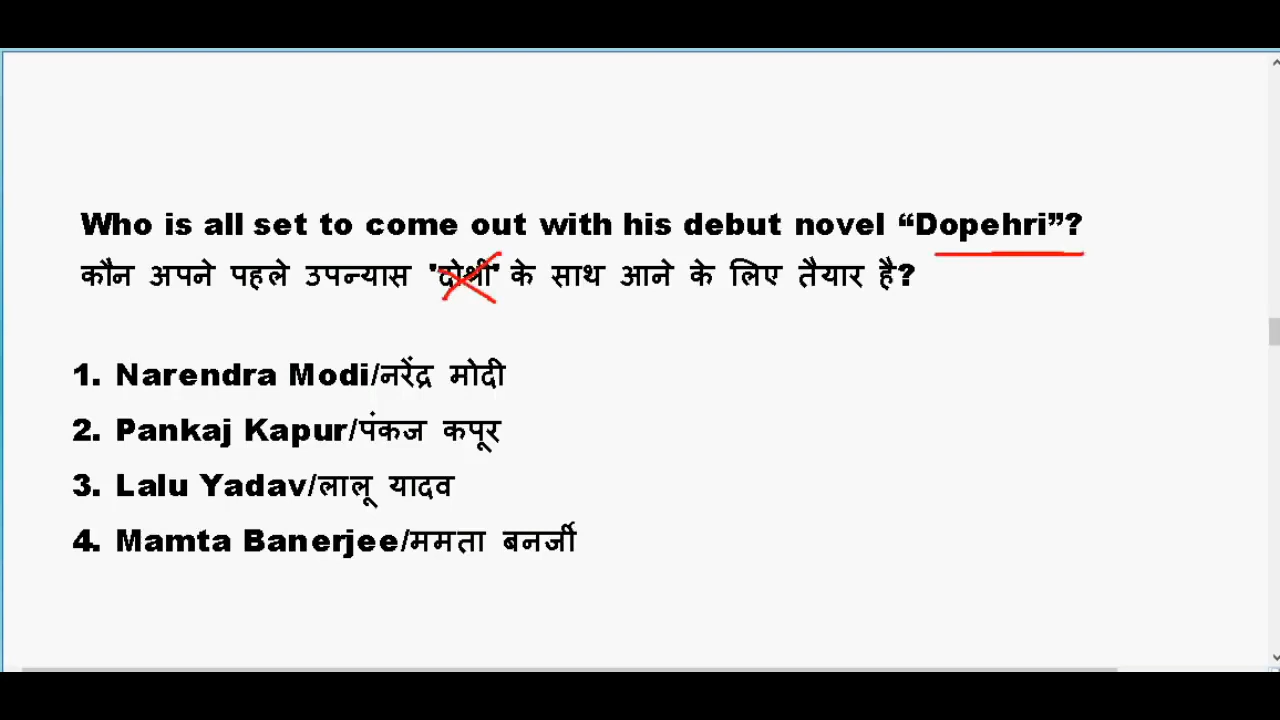 Who is all set to come out with his debut novel “Dopehri”?
कौन अपने पहले उपन्यास 'दोश्री' के साथ आने के लिए तैयार है?
1. Narendra Modi/नरेंद्र मोदी
2. Pankaj Kapur/पंकज कपूर
3. Lalu Yadav/लालू यादव
4. Mamta Banerjee/ममता बनर्जी